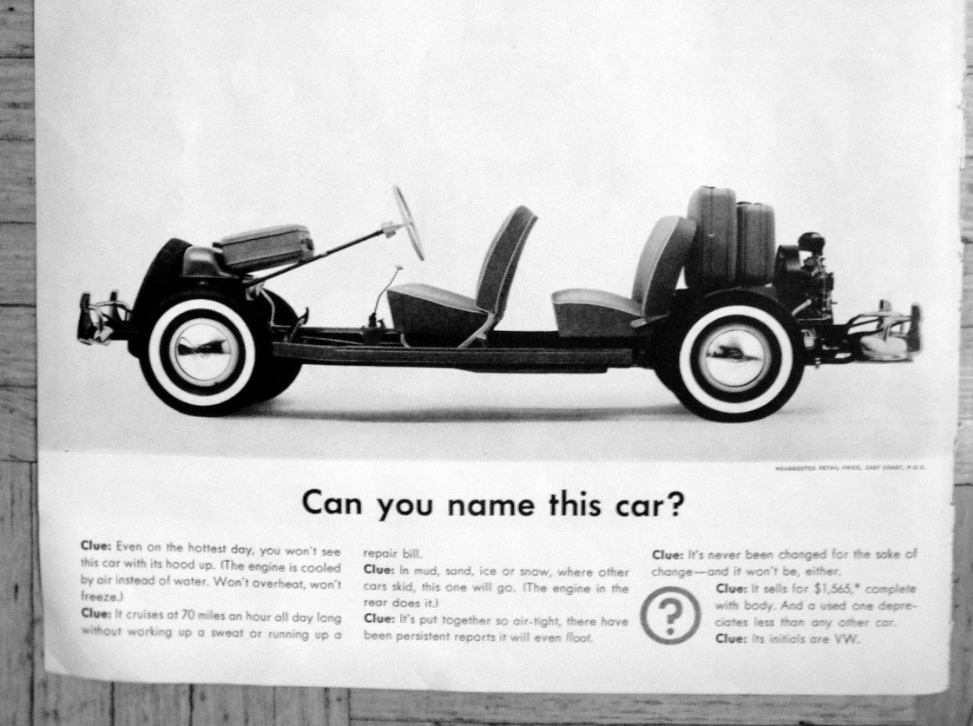 *SUGGESTED RETAIL PRICE, EAST COAST, P.O.E.
Can you name this car?
Clue: Even on the hottest day, you won't see
this car with its hood up. (The engine is cooled
by air instead of water. Won't overheat, won't
freeze.)
Clue: It cruises at 70 miles an hour all day long
without working up a sweat or running up a
repair bill.
Clue: In mud, sand, ice or snow, where other
cars skid, this one will go. (The engine in the
rear does it.)
Clue: It's put together so air-tight, there have
been persistent reports it will even float.
Clue: It's never been changed for the sake of
change—and it won't be, either.
Clue: It sells for $1,565,* complete
with body. And a used one depre-
ciates less than any other car.
Clue: Its initials are VW.
?